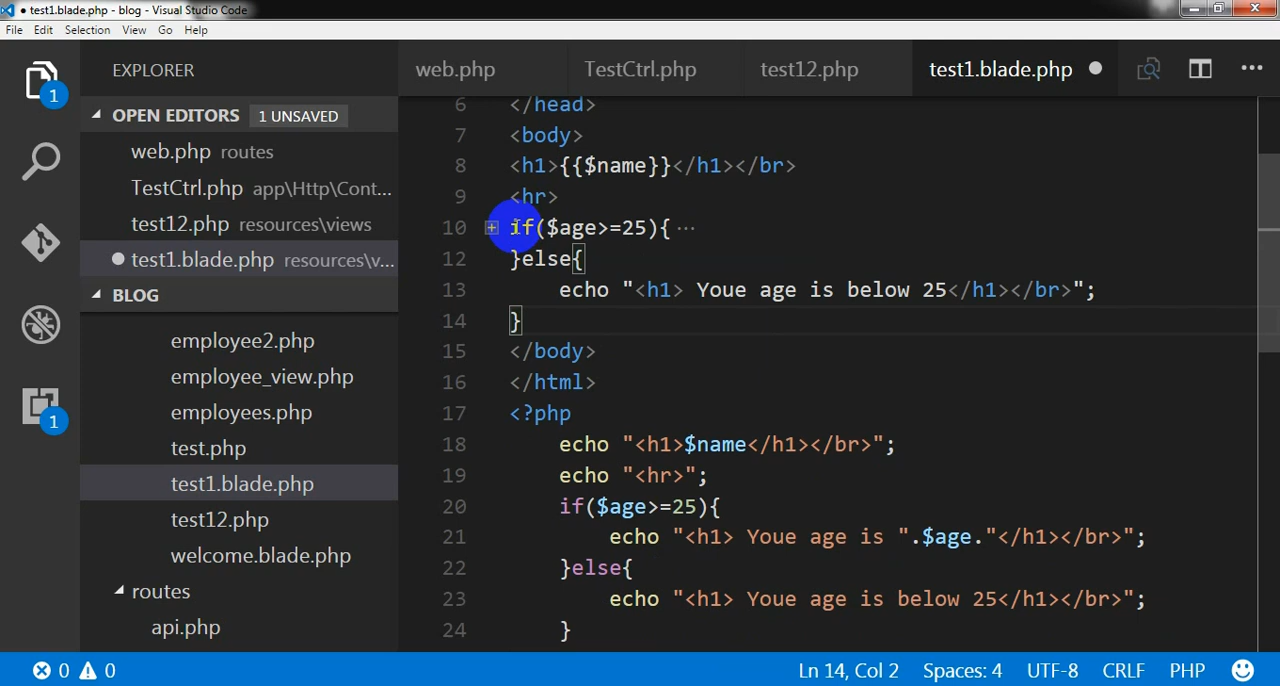 ● test1.blade.php - blog - Visual Studio Code
File Edit Selection View Go Help
EXPLORER
OPEN EDITORS 1 UNSAVED
web.php routes
TestCtrl.php app\Http\Cont...
test12.php resources\views
test1.blade.php resources\v...
BLOG
employee2.php
employee_view.php
employees.php
test.php
test1.blade.php
test12.php
welcome.blade.php
routes
api.php
1
1
web.php TestCtrl.php test12.php test1.blade.php
6 </head>
7 <body>
8 <h1>{{$name}}</h1></br>
9 <hr>
10 if($age>=25){ ...
12 }else{
13 echo "<h1> Youe age is below 25</h1></br>";
14 }
15 </body>
16 </html>
17 <?php
18 echo "<h1>$name</h1></br>";
19 echo "<hr>";
20 if($age>=25){
21 echo "<h1> Youe age is ".$age."</h1></br>";
22 }else{
23 echo "<h1> Youe age is below 25</h1></br>";
24 }
0 0 Ln 14, Col 2 Spaces: 4 UTF-8 CRLF PHP